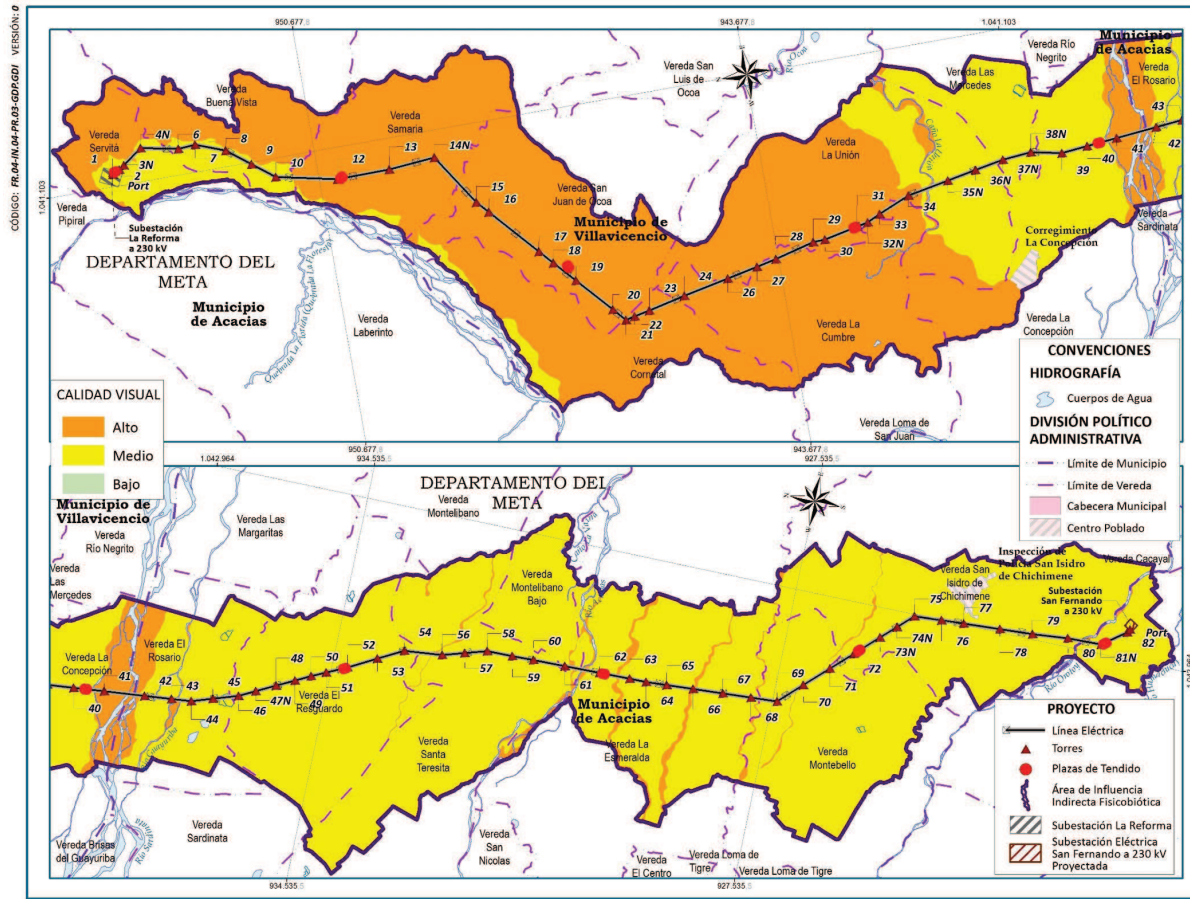 CÓDIGO: FR.04-IN.04-PR.03-GDP.GDI VERSIÓN: 0
950.677,8
943.677,8
1.041.103
Municipio
de Acacias
Vereda Río
Negrito
Vereda
El Rosario
Vereda San
Luis de
Ocoa
Río Ocoa
Vereda Las
Mercedes
Vereda
Buena Vista
Vereda
Samaria
Vereda
Servitá
Vereda
La Unión
1
2
3N
4N
6
7
8
9
10
12
13
14N
15
16
17
18
19
20
21
22
23
24
26
27
28
29
30
31
32N
33
34
35N
36N
37N
38N
39
40
41
42
43
Port
1.041.103
Vereda
Pipiral
Subestación
La Reforma
a 230 kV
Vereda San
Juan de Ocoa
Municipio de
Villavicencio
Corregimiento
La Concepción
Vereda
Sardinata
DEPARTAMENTO DEL
META
Municipio
de Acacias
Vereda
Laberinto
Vereda
Cornetal
Vereda La
Cumbre
Vereda La
Concepción
Vereda Loma de
San Juan
CALIDAD VISUAL
Alto
Medio
Bajo
CONVENCIONES
HIDROGRAFÍA
Cuerpos de Agua
DIVISIÓN POLÍTICO
ADMINISTRATIVA
Límite de Municipio
Límite de Vereda
Cabecera Municipal
Centro Poblado
1.042.964
950.677,8
934.535,8
943.677,8
927.535,8
Municipio de
Villavicencio
Vereda
Río Negrito
Vereda Las
Margaritas
Vereda
Las
Mercedes
DEPARTAMENTO DEL
META
Vereda
Montelibano
Vereda
Montelibano
Bajo
Inspección de
Policía San Isidro
de Chichimene
Vereda Cacayal
Vereda San
Isidro de
Chichimene
Subestación
San Fernando
a 230 kV
Port
Vereda La
Concepción
Vereda El
Rosario
40
41
42
43
44
45
46
47N
48
49
50
51
52
53
54
56
57
58
59
60
61
62
63
64
65
66
67
68
69
70
71
72
73N
74N
75
76
77
78
79
80
81N
82
Vereda El
Resguardo
Municipio
de Acacias
Vereda
Santa
Teresita
Vereda La
Esmeralda
Vereda
Montebello
Vereda
Sardinata
Vereda Brisas
del Guayuriba
Vereda
San
Nicolas
Vereda
El Centro
Vereda Loma de
Tigre
Vereda Loma de Tigre
934.535,8
927.535,8
PROYECTO
Línea Eléctrica
Torres
Plazas de Tendido
Área de Influencia
Indirecta Fisicobiótica
Subestación La Reforma
Subestación Eléctrica
San Fernando a 230 kV
Proyectada